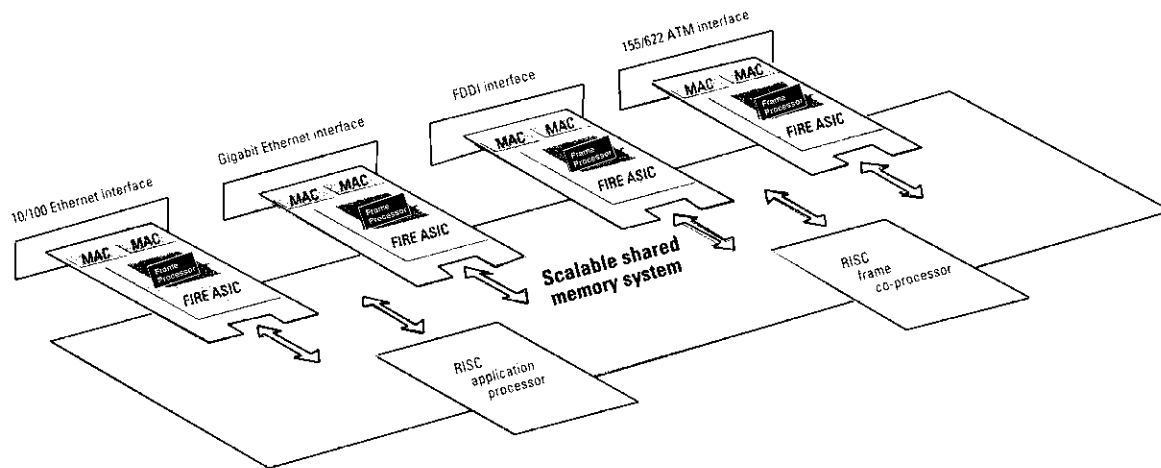 155/622 ATM interface
MAC MAC
Frame
Processor
FIRE ASIC
FDDI interface
MAC MAC
Frame
Processor
FIRE ASIC
Gigabit Ethernet interface
MAC MAC
Frame
Processor
FIRE ASIC
10/100 Ethernet interface
MAC MAC
Frame
Processor
FIRE ASIC
Scalable shared
memory system
RISC
frame
co-processor
RISC
application
processor